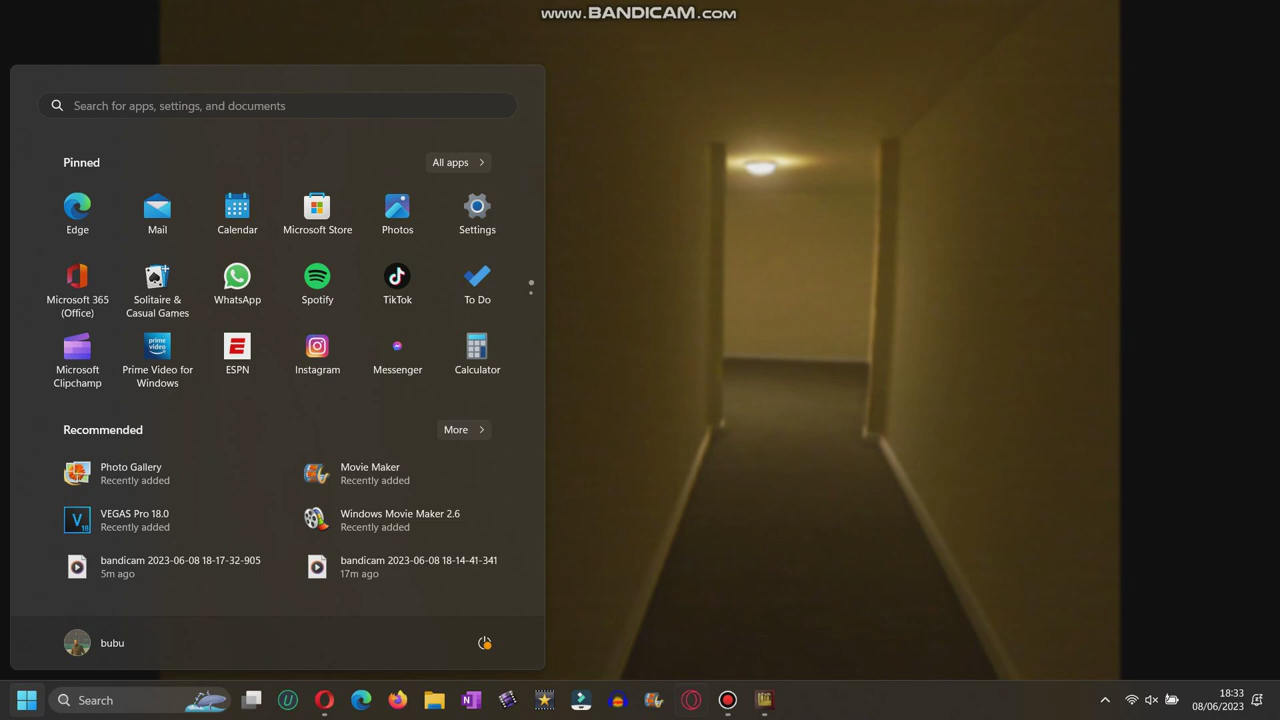 www.BANDICAM.com
Search for apps, settings, and documents
Pinned
All apps
Edge
Mail
Calendar
Microsoft Store
Photos
Settings
Microsoft 365
(Office)
Solitaire &
Casual Games
WhatsApp
Spotify
TikTok
To Do
Microsoft
Clipchamp
prime
video
Prime Video for
Windows
ESPN
Instagram
Messenger
Calculator
Recommended
More
Photo Gallery
Recently added
Movie Maker
Recently added
V
18
VEGAS Pro 18.0
Recently added
Windows Movie Maker 2.6
Recently added
bandicam 2023-06-08 18-17-32-905
5m ago
bandicam 2023-06-08 18-14-41-341
17m ago
bubu
Search
18:33
08/06/2023